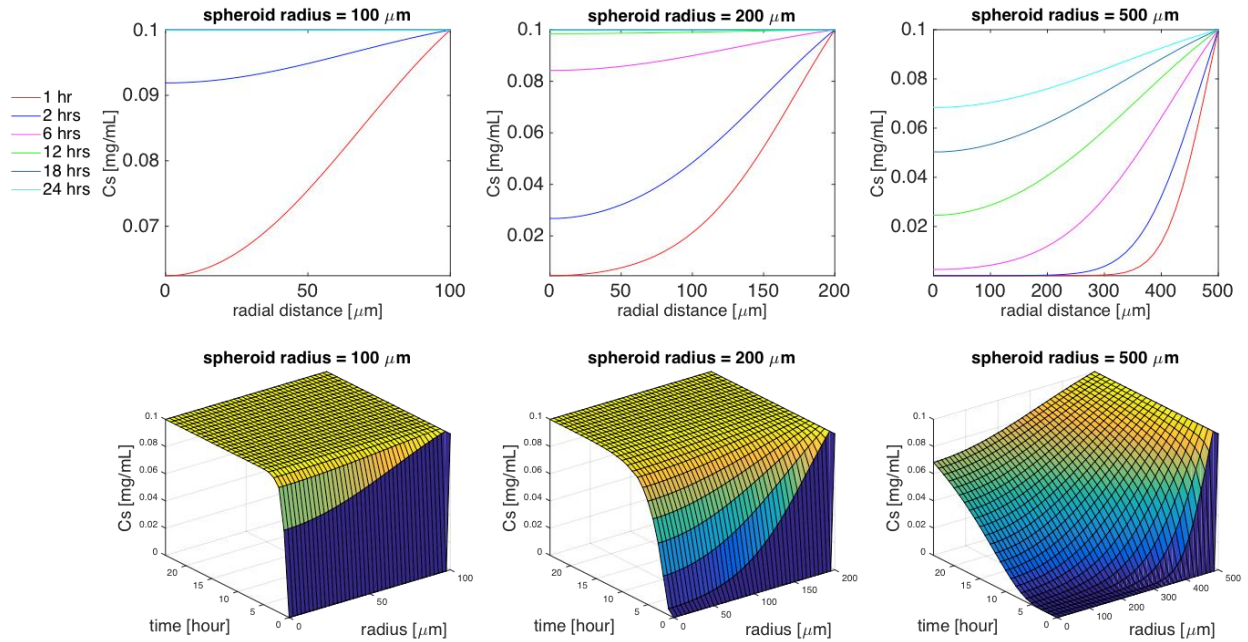 spheroid radius = 100 μm
spheroid radius = 200 μm
spheroid radius = 500 μm
1 hr
2 hrs
6 hrs
12 hrs
18 hrs
24 hrs
Cs [mg/mL]
0.1
0.09
0.08
0.07
0
50
100
radial distance [μm]
Cs [mg/mL]
0.1
0.08
0.06
0.04
0.02
0
50
100
150
200
radial distance [μm]
Cs [mg/mL]
0.1
0.08
0.06
0.04
0.02
0
100
200
300
400
500
radial distance [μm]
spheroid radius = 100 μm
spheroid radius = 200 μm
spheroid radius = 500 μm
Cs [mg/mL]
0.1
0.08
0.06
0.04
0.02
0
20
15
10
5
0
0
50
100
time [hour]
radius [μm]
Cs [mg/mL]
0.1
0.08
0.06
0.04
0.02
0
20
15
10
5
0
0
50
100
150
200
time [hour]
radius [μm]
Cs [mg/mL]
0.1
0.08
0.06
0.04
0.02
0
20
15
10
5
0
0
100
200
300
400
500
time [hour]
radius [μm]